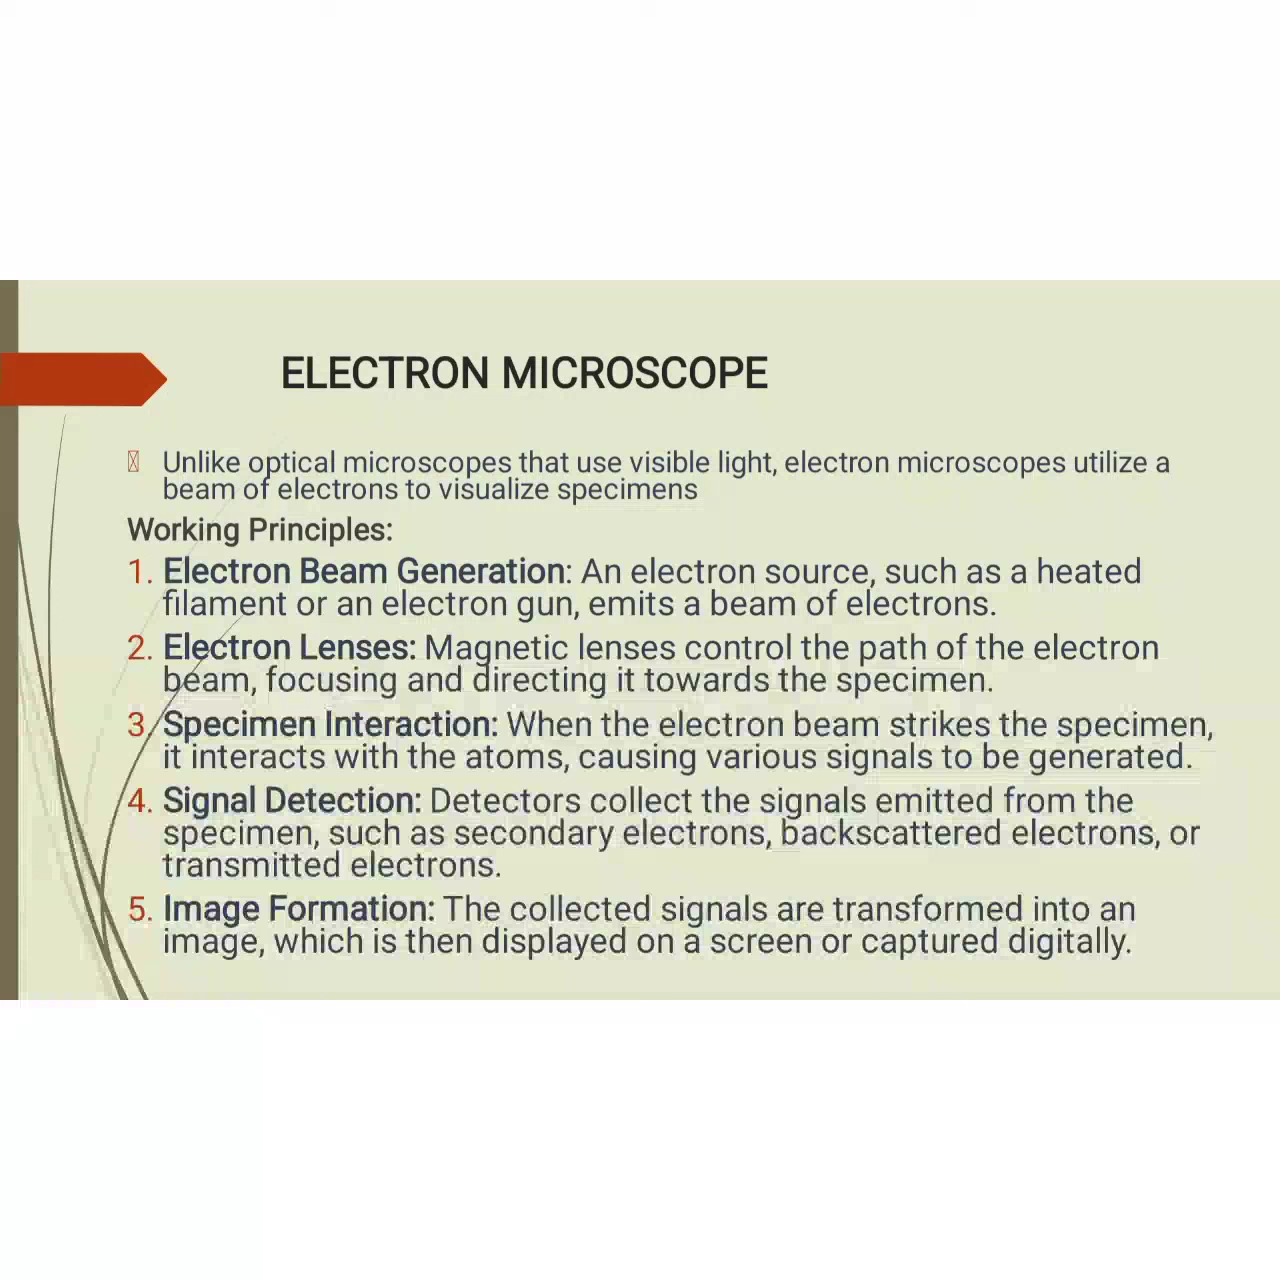 ELECTRON MICROSCOPE
Unlike optical microscopes that use visible light, electron microscopes utilize a
beam of electrons to visualize specimens
Working Principles:
1. Electron Beam Generation: An electron source, such as a heated
filament or an electron gun, emits a beam of electrons.
2. Electron Lenses: Magnetic lenses control the path of the electron
beam, focusing and directing it towards the specimen.
3. Specimen Interaction: When the electron beam strikes the specimen,
it interacts with the atoms, causing various signals to be generated.
4. Signal Detection: Detectors collect the signals emitted from the
specimen, such as secondary electrons, backscattered electrons, or
transmitted electrons.
5. Image Formation: The collected signals are transformed into an
image, which is then displayed on a screen or captured digitally.